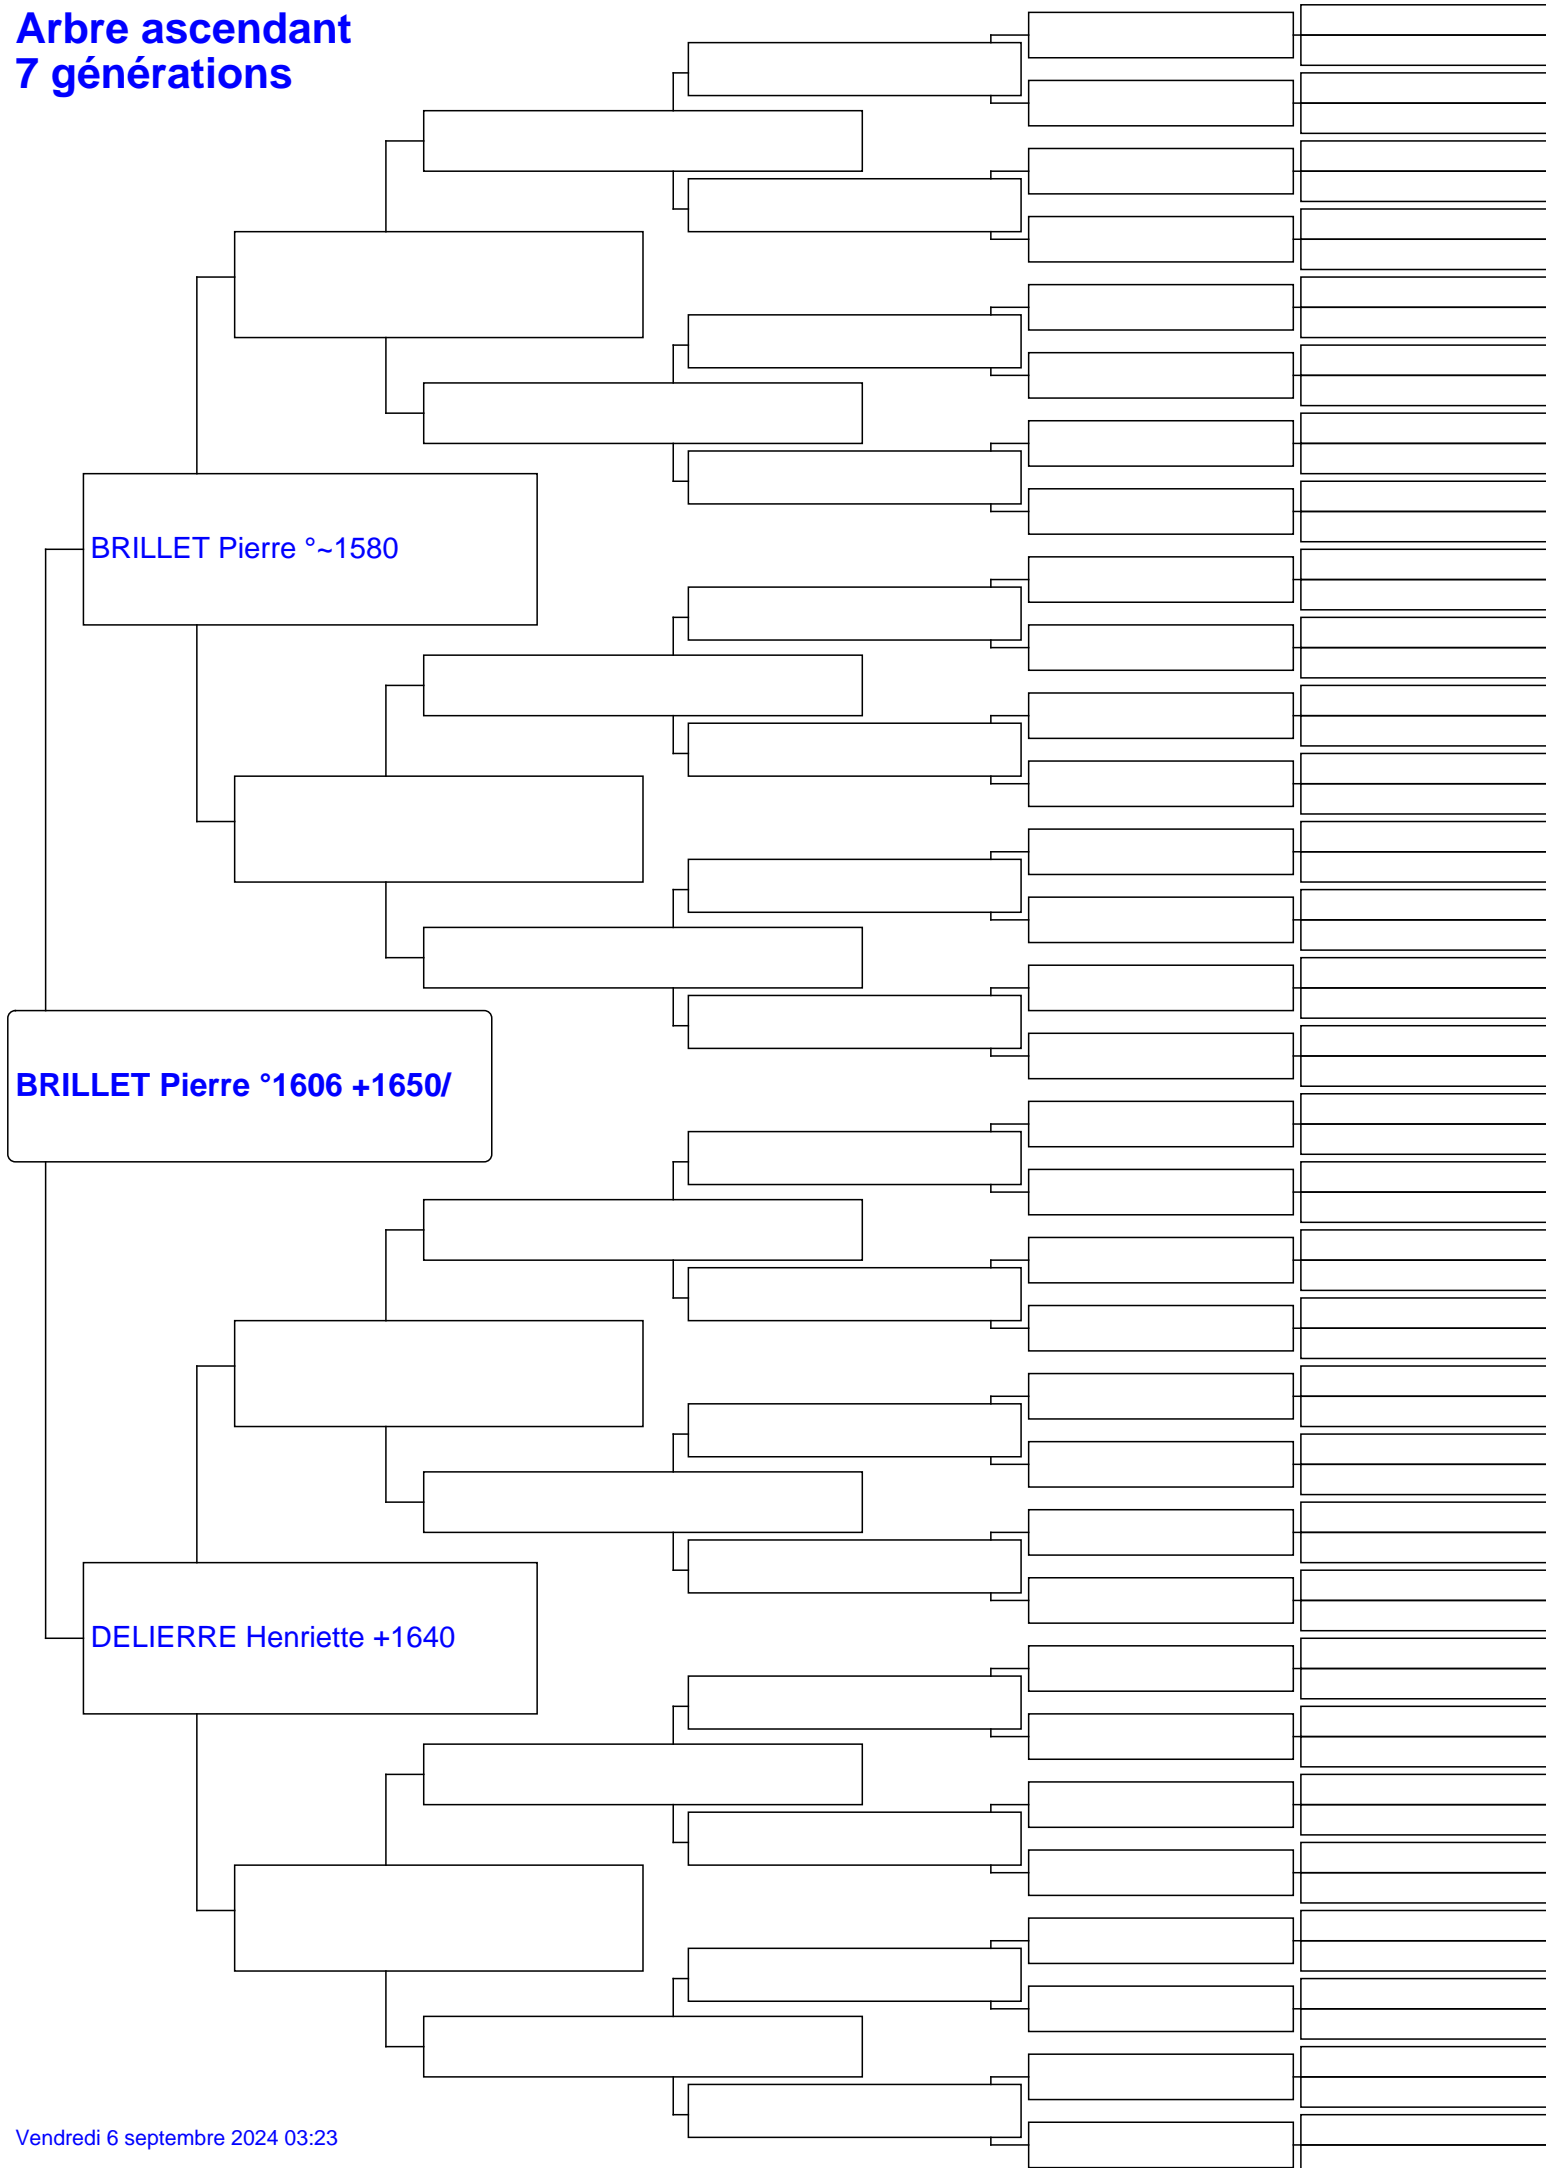 Arbre ascendant
7 générations
BRILLET Pierre °~1580
BRILLET Pierre °1606 +1650/
DELIERRE Henriette +1640
Vendredi 6 septembre 2024 03:23